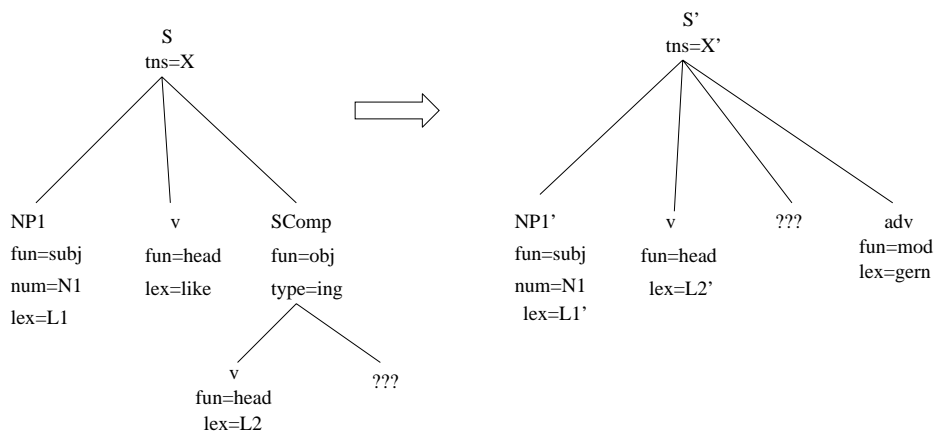 S
tns=X
NP1
fun=subj
num=N1
lex=L1
v
fun=head
lex=like
SComp
fun=obj
type=ing
v
fun=head
lex=L2
???
S’
tns=X’
NP1’
fun=subj
num=N1
lex=L1’
v
fun=head
lex=L2’
???
adv
fun=mod
lex=gern